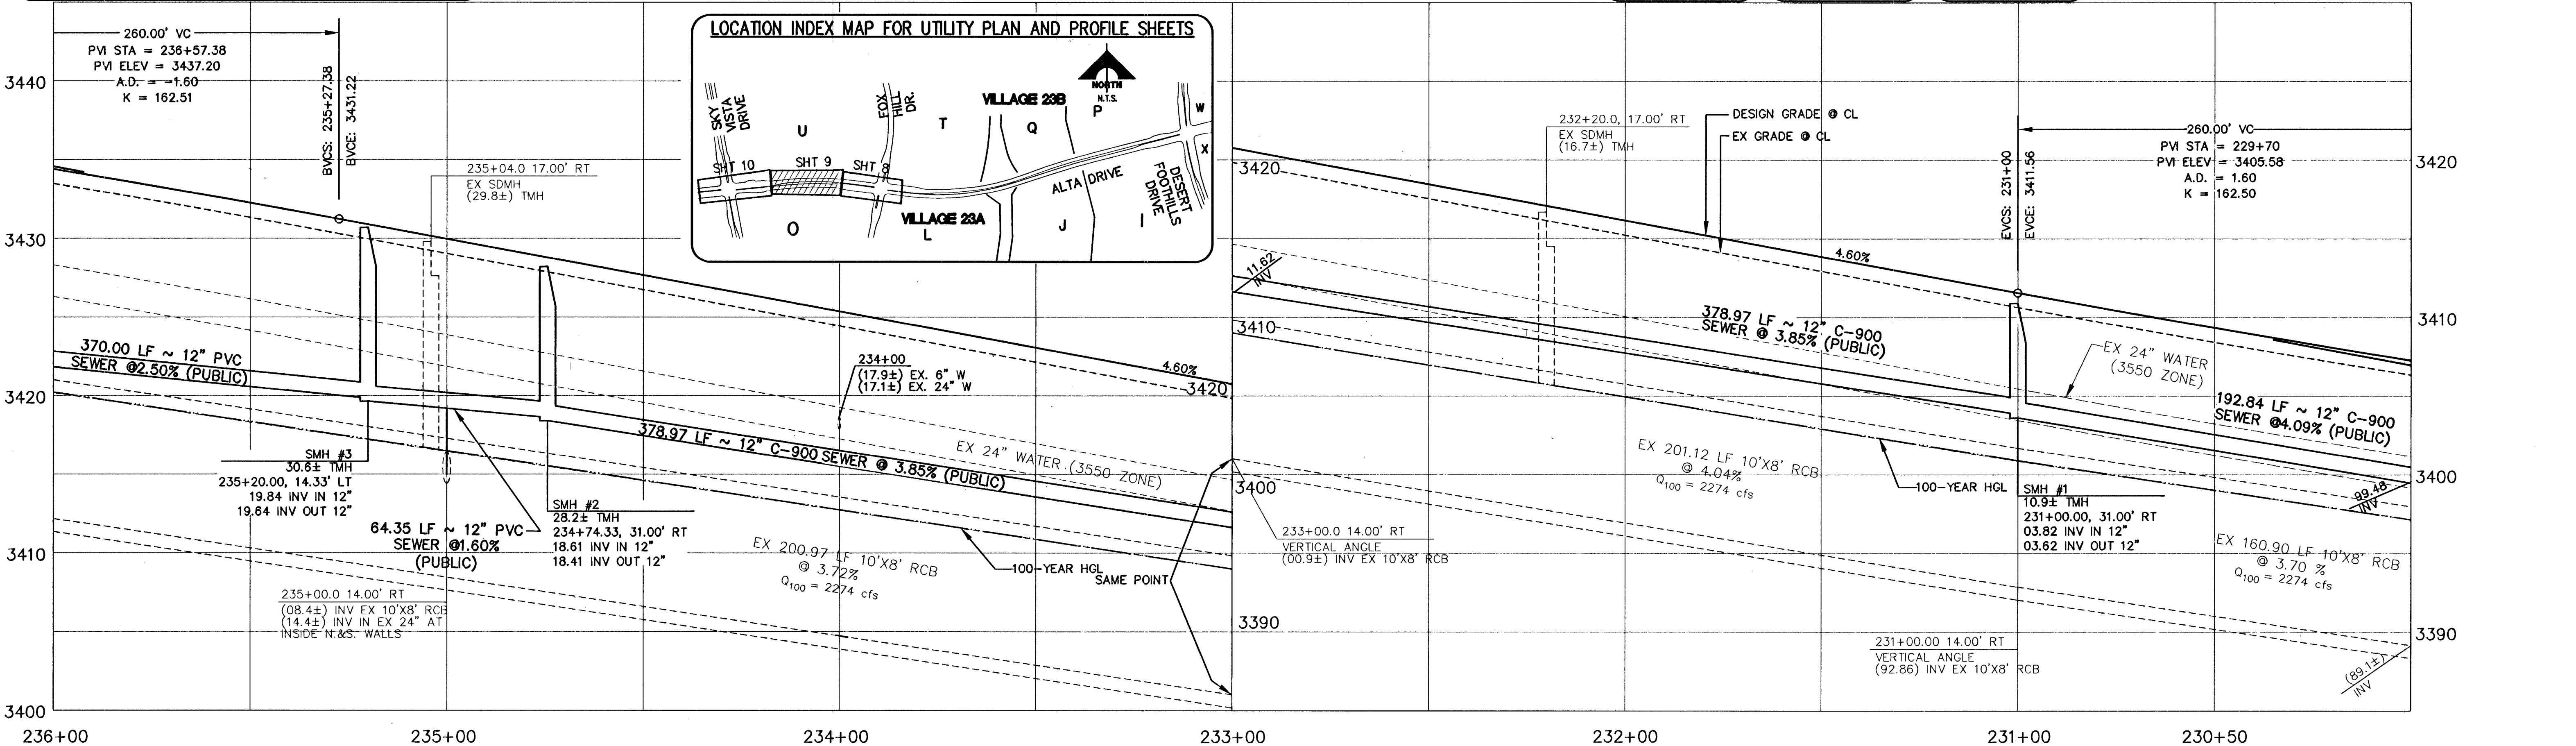 260.00' VC
PVI STA = 236+57.38
PVI ELEV = 3437.20
A.D. = -1.60
K = 162.51
BVCS: 235+27.38
BVCE: 3431.22
3440
3430
3420
3410
3400
235+04.0 17.00' RT
EX SDMH
(29.8±) TMH
370.00 LF ~ 12" PVC
SEWER @2.50% (PUBLIC)
SMH #3
30.6± TMH
235+20.00, 14.33' LT
19.84 INV IN 12"
19.64 INV OUT 12"
64.35 LF ~ 12" PVC
SEWER @1.60%
(PUBLIC)
235+00.0 14.00' RT
(08.4±) INV EX 10'X8' RCB
(14.4±) INV IN EX 24" AT
INSIDE N.&S. WALLS
SMH #2
28.2± TMH
234+74.33, 31.00' RT
18.61 INV IN 12"
18.41 INV OUT 12"
LOCATION INDEX MAP FOR UTILITY PLAN AND PROFILE SHEETS
NORTH
N.T.S.
SKY
VISTA
DRIVE
FOX
HILL
DR.
VILLAGE 23B
U
T
Q
P
W
X
SHT 10
SHT 9
SHT 8
ALTA DRIVE
DESERT
FOOTHILLS
DRIVE
VILLAGE 23A
O
L
J
I
234+00
(17.9±) EX. 6" W
(17.1±) EX. 24" W
4.60%
3420
378.97 LF ~ 12" C-900 SEWER @ 3.85% (PUBLIC)
EX 24" WATER (3550 ZONE)
EX 200.97 LF 10'X8' RCB
@ 3.72%
Q100 = 2274 cfs
100-YEAR HGL
SAME POINT
3420
3410
3400
3390
11.62
INV
233+00.0 14.00' RT
VERTICAL ANGLE
(00.9±) INV EX 10'X8' RCB
232+20.0, 17.00' RT
EX SDMH
(16.7±) TMH
DESIGN GRADE @ CL
EX GRADE @ CL
4.60%
378.97 LF ~ 12" C-900
SEWER @ 3.85% (PUBLIC)
EX 201.12 LF 10'X8' RCB
@ 4.04%
Q100 = 2274 cfs
100-YEAR HGL
EVCS: 231+00
EVCE: 3411.56
260.00' VC
PVI STA = 229+70
PVI ELEV = 3405.58
A.D. = 1.60
K = 162.50
EX 24" WATER
(3550 ZONE)
192.84 LF ~ 12" C-900
SEWER @4.09% (PUBLIC)
SMH #1
10.9± TMH
231+00.00, 31.00' RT
03.82 INV IN 12"
03.62 INV OUT 12"
99.48
INV
EX 160.90 LF 10'X8' RCB
@ 3.70 %
Q100 = 2274 cfs
231+00.00 14.00' RT
VERTICAL ANGLE
(92.86) INV EX 10'X8' RCB
(89.1±)
INV
3420
3410
3400
3390
236+00
235+00
234+00
233+00
232+00
231+00
230+50